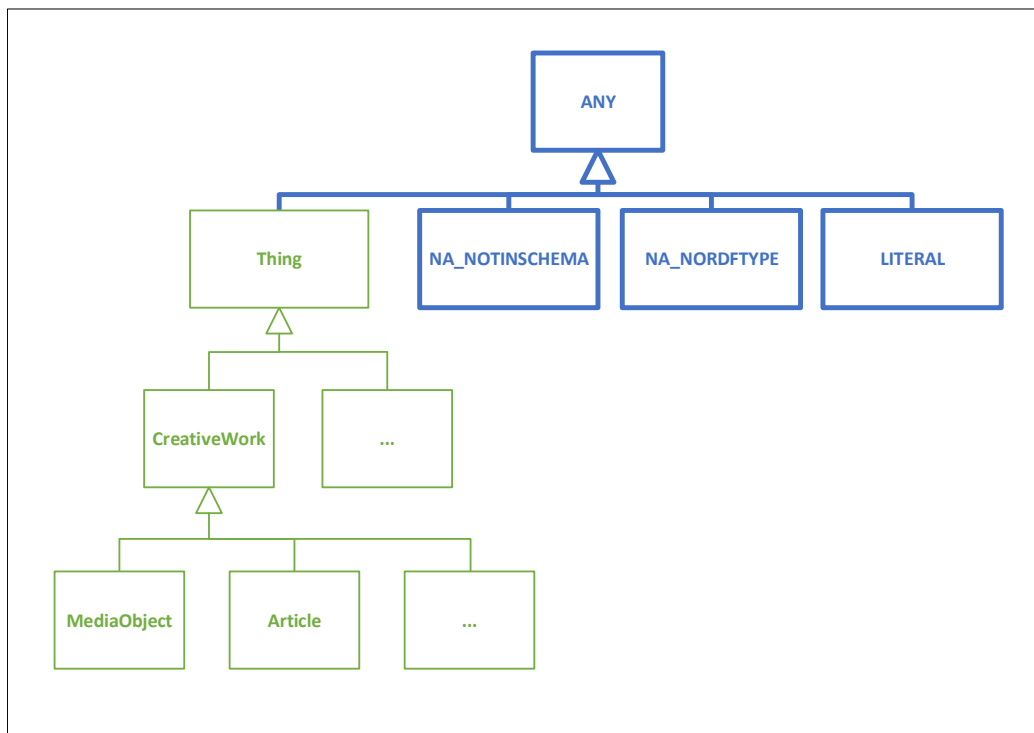 ANY
Thing
NA_NOTINSCHEMA
NA_NORDFTYPE
LITERAL
CreativeWork
...
MediaObject
Article
...